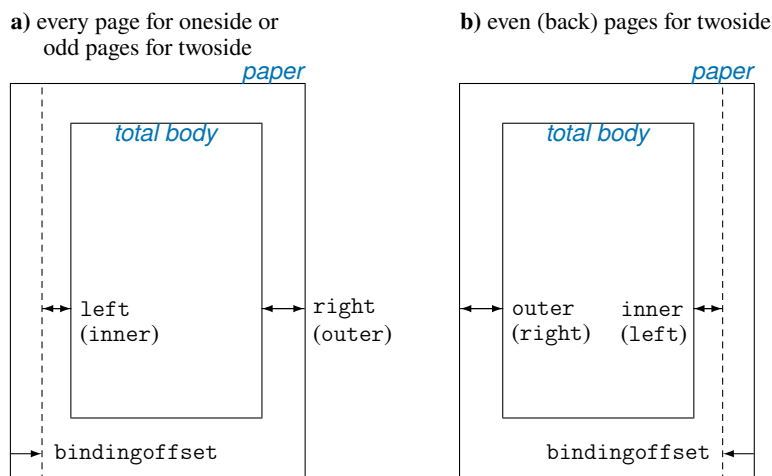 a) every page for oneside or
odd pages for twoside
paper
total body
left
(inner)
right
(outer)
bindingoffset
b) even (back) pages for twoside
paper
total body
outer
(right)
inner
(left)
bindingoffset